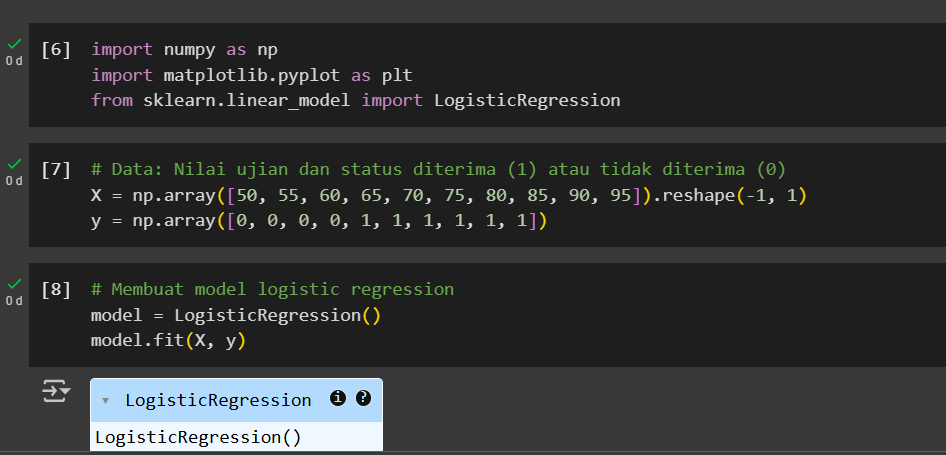 [6] import numpy as np
0 d
import matplotlib.pyplot as plt
from sklearn.linear_model import LogisticRegression
[7] # Data: Nilai ujian dan status diterima (1) atau tidak diterima (0)
0 d
X = np.array([50, 55, 60, 65, 70, 75, 80, 85, 90, 95]).reshape(-1, 1)
y = np.array([0, 0, 0, 0, 1, 1, 1, 1, 1, 1])
[8] # Membuat model logistic regression
0 d
model = LogisticRegression()
model.fit(X, y)
LogisticRegression i ?
LogisticRegression()